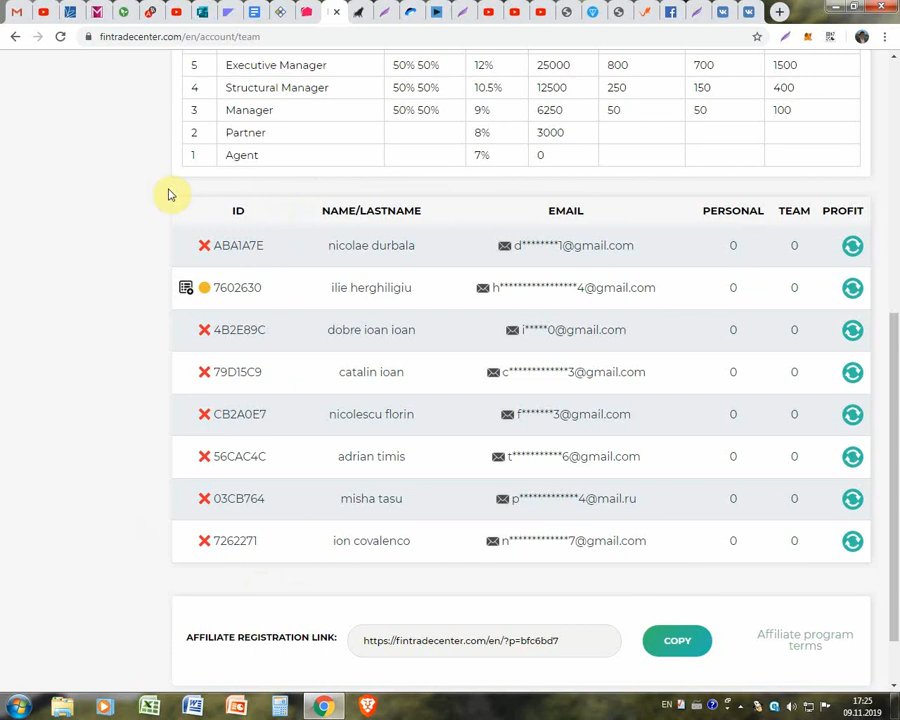 fintradecenter.com/en/account/team
5 Executive Manager 50% 50% 12% 25000 800 700 1500
4 Structural Manager 50% 50% 10.5% 12500 250 150 400
3 Manager 50% 50% 9% 6250 50 50 100
2 Partner 8% 3000
1 Agent 7% 0
ID NAME/LASTNAME EMAIL PERSONAL TEAM PROFIT
ABA1A7E nicolae durbala d********1@gmail.com 0 0
7602630 ilie herghiligiu h*****************4@gmail.com 0 0
4B2E89C dobre ioan ioan i*****0@gmail.com 0 0
79D15C9 catalin ioan c*************3@gmail.com 0 0
CB2A0E7 nicolescu florin f*******3@gmail.com 0 0
56CAC4C adrian timis t***********6@gmail.com 0 0
03CB764 misha tasu p*************4@mail.ru 0 0
7262271 ion covalenco n*************7@gmail.com 0 0
AFFILIATE REGISTRATION LINK: https://fintradecenter.com/en/?p=bfc6bd7 COPY Affiliate program terms
EN 17:25
09.11.2019